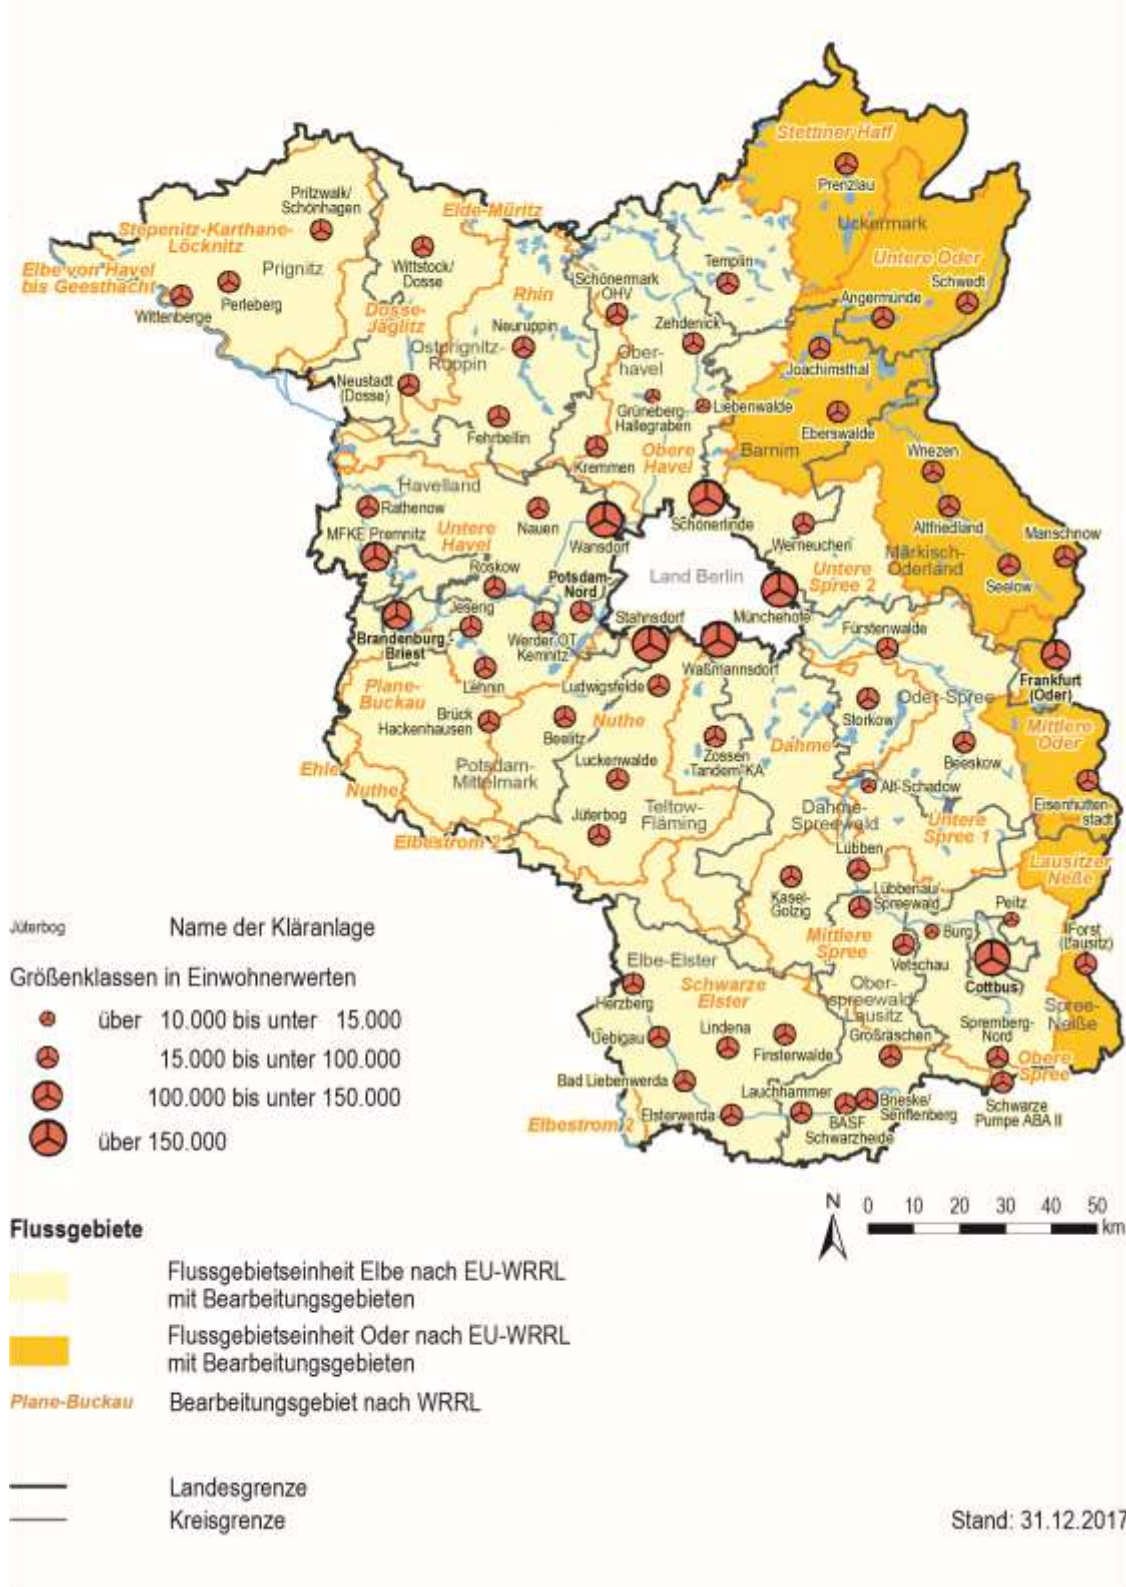 Stettiner Haff
Prenzlau
Uckermark
Pritzwalk/
Schönhagen
Elde-Müritz
Stepenitz-Karthane-
Löcknitz
Elbe von Havel
bis Geesthacht
Prignitz
Perleberg
Wittenberge
Wittstock/
Dosse
Untere Oder
Schwedt
Templin
Angermünde
Schönermark
OHV
Rhin
Dosse-
Jäglitz
Neuruppin
Zehdenick
Ostprignitz-
Ruppin
Ober-
havel
Joachimsthal
Neustadt
(Dosse)
Grüneberg-
Hallegraben
Liebenwalde
Eberswalde
Fehrbellin
Kremmen
Obere
Havel
Barnim
Wriezen
Havelland
Rathenow
Nauen
Untere
Havel
MFKE Premnitz
Wansdorf
Schönerlinde
Werneuchen
Altfriedland
Manschnow
Märkisch-
Oderland
Seelow
Roskow
Potsdam-
Nord
Land Berlin
Untere
Spree 2
Jeserig
Stahnsdorf
Münchehofe
Brandenburg.-
Briest
Werder OT
Kemnitz
Waßmannsdorf
Fürstenwalde
Frankfurt
(Oder)
Lehnin
Ludwigsfelde
Plane-
Buckau
Brück
Hackenhausen
Beelitz
Nuthe
Storkow
Oder-Spree
Mittlere
Oder
Zossen
Tandem KA
Dahme
Beeskow
Ehle
Nuthe
Potsdam-
Mittelmark
Luckenwalde
Alt-Schadow
Eisenhütten-
stadt
Jüterbog
Teltow-
Fläming
Dahme-
Spreewald
Untere
Spree 1
Elbestrom 2
Lübben
Lausitzer
Neiße
Kasel-
Golzig
Lübbenau/
Spreewald
Peitz
Mittlere
Spree
Burg
Forst
(Lausitz)
Vetschau
Cottbus
Elbe-Elster
Herzberg
Schwarze
Elster
Ober-
spreewald-
Lausitz
Spree-
Neiße
Uebigau
Lindena
Finsterwalde
Großräschen
Spremberg-
Nord
Obere
Spree
Bad Liebenwerda
Lauchhammer
Elsterwerda
BASF
Schwarzheide
Brieske/
Senftenberg
Schwarze
Pumpe ABA II
Elbestrom 2
Jüterbog Name der Kläranlage
Größenklassen in Einwohnerwerten
über 10.000 bis unter 15.000
15.000 bis unter 100.000
100.000 bis unter 150.000
über 150.000
N 0 10 20 30 40 50
km
Flussgebiete
Flussgebietseinheit Elbe nach EU-WRRL
mit Bearbeitungsgebieten
Flussgebietseinheit Oder nach EU-WRRL
mit Bearbeitungsgebieten
Plane-Buckau Bearbeitungsgebiet nach WRRL
Landesgrenze
Kreisgrenze
Stand: 31.12.2017